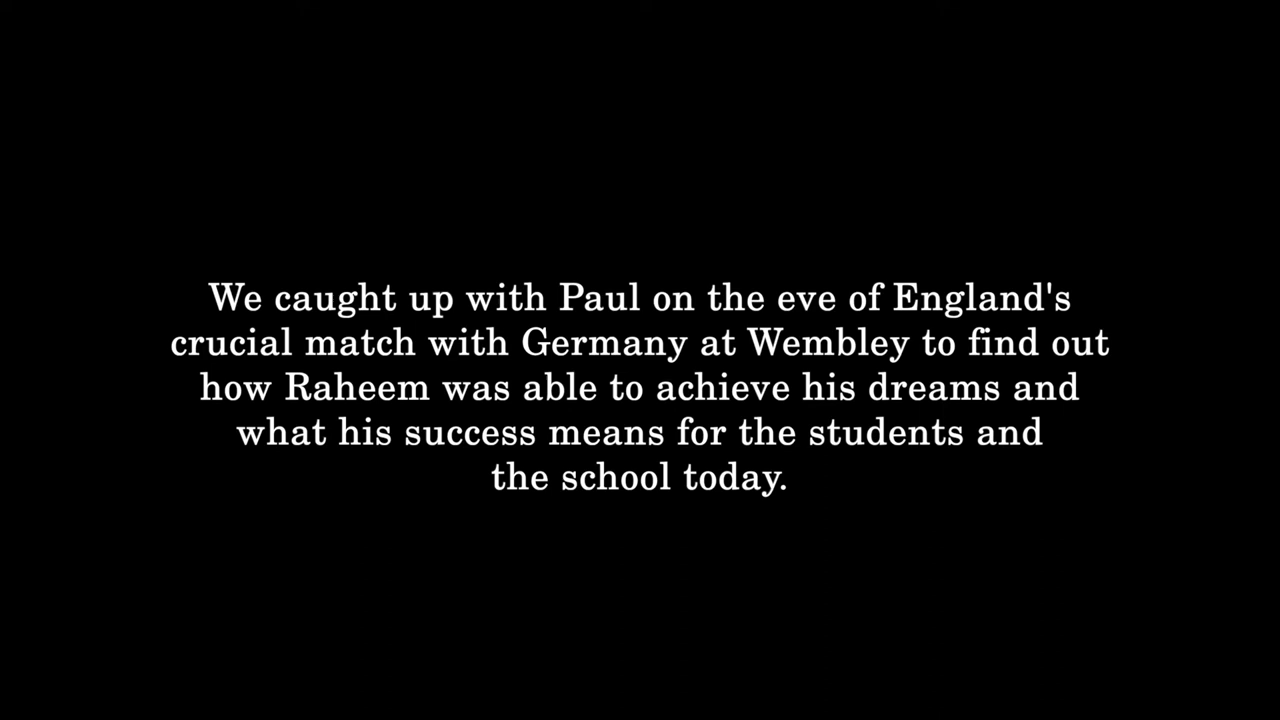 We caught up with Paul on the eve of England's
crucial match with Germany at Wembley to find out
how Raheem was able to achieve his dreams and
what his success means for the students and
the school today.